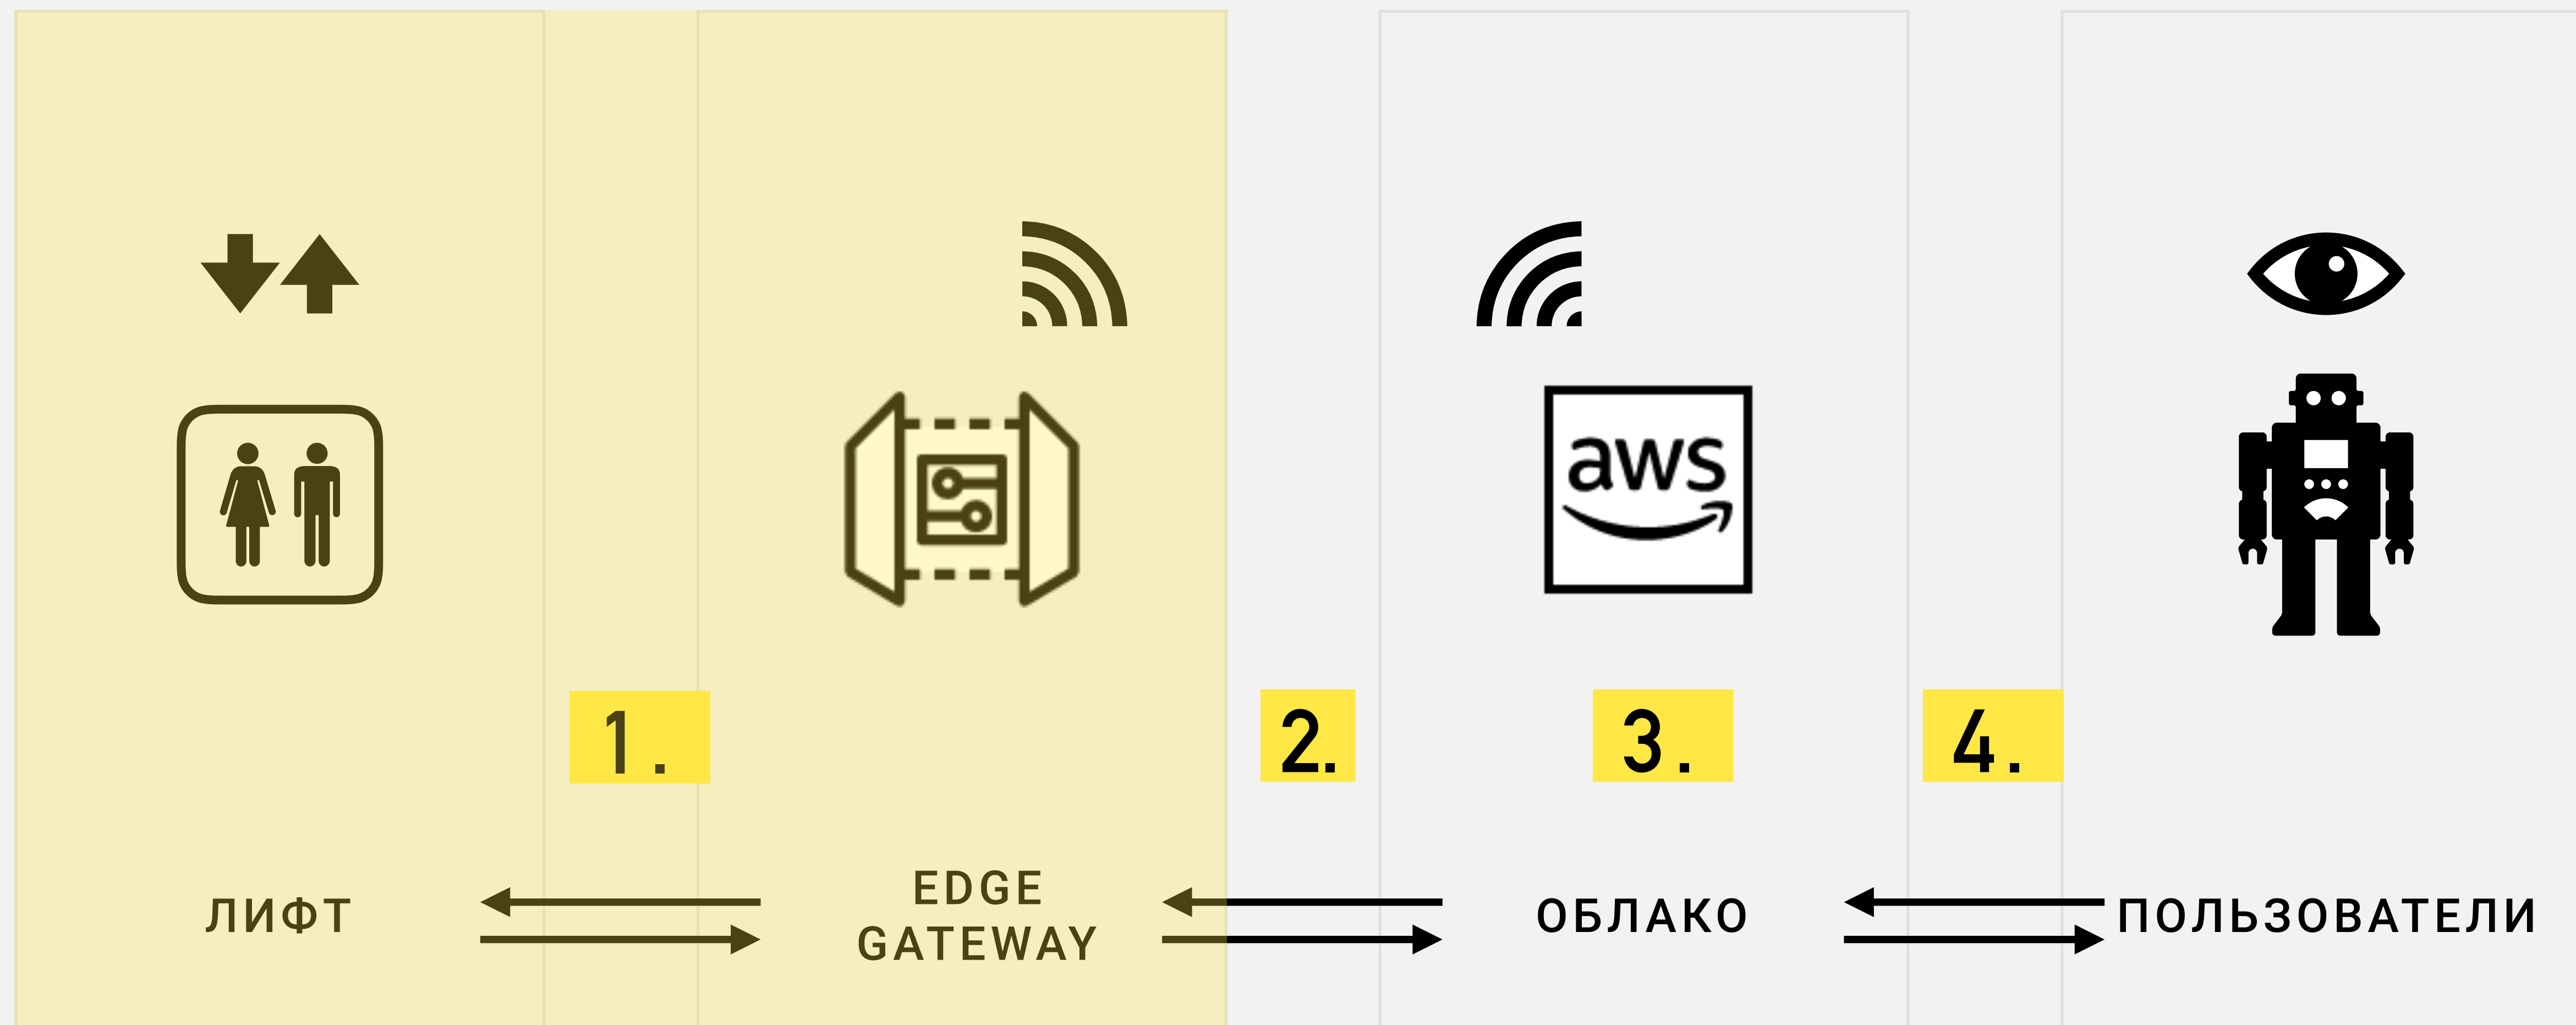 aws
1.
2.
3.
4.
ЛИФТ
EDGE
GATEWAY
ОБЛАКО
ПОЛЬЗОВАТЕЛИ